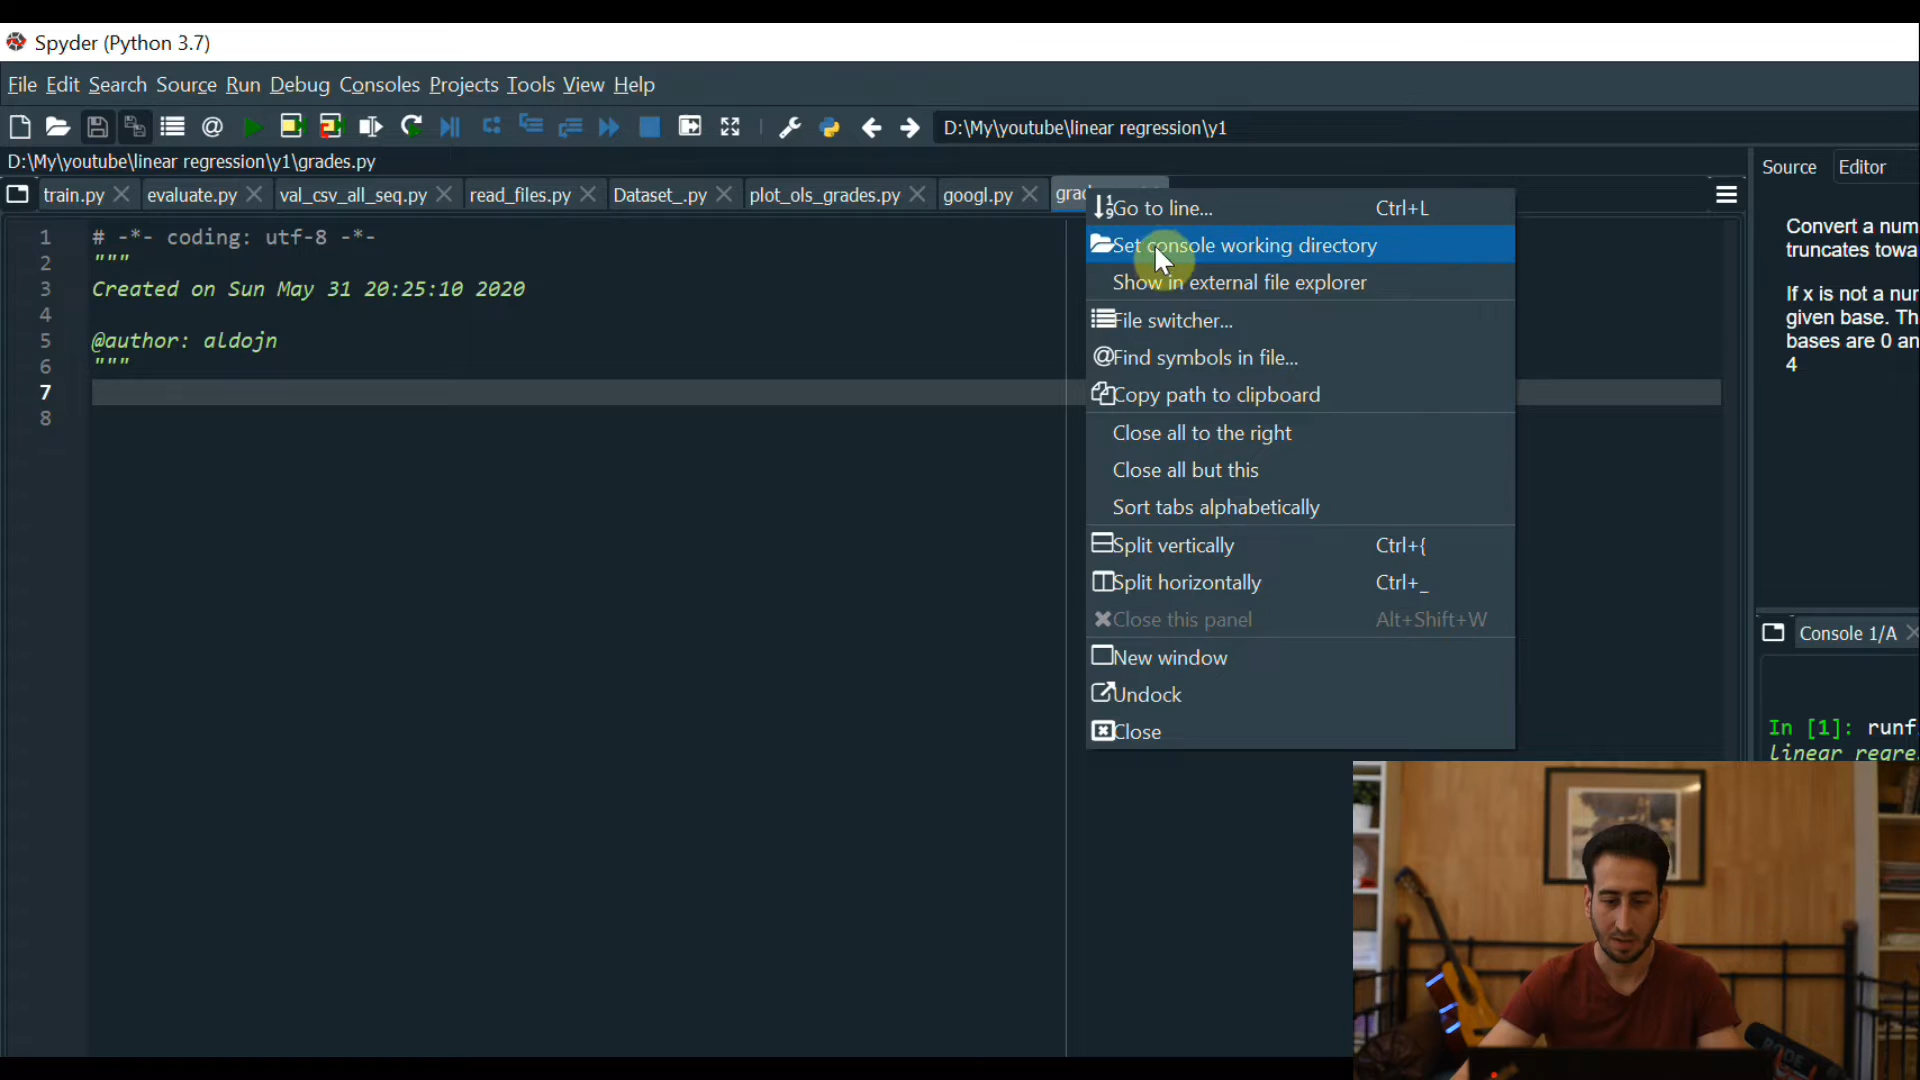 Spyder (Python 3.7)
File Edit Search Source Run Debug Consoles Projects Tools View Help
D:\My\youtube\linear regression\y1
D:\My\youtube\linear regression\y1\grades.py
train.py
evaluate.py
val_csv_all_seq.py
read_files.py
Dataset_.py
plot_ols_grades.py
googl.py
grad
Source
Editor
1 # -*- coding: utf-8 -*-
2 """
3 Created on Sun May 31 20:25:10 2020
4
5 @author: aldojn
6 """
7
8
Go to line... Ctrl+L
Set console working directory
Show in external file explorer
File switcher...
@Find symbols in file...
Copy path to clipboard
Close all to the right
Close all but this
Sort tabs alphabetically
Split vertically Ctrl+{
Split horizontally Ctrl+_
Close this panel Alt+Shift+W
New window
Undock
Close
Convert a num
truncates towa
If x is not a nur
given base. Th
bases are 0 an
4
Console 1/A
In [1]: runf
linear regre
RODE